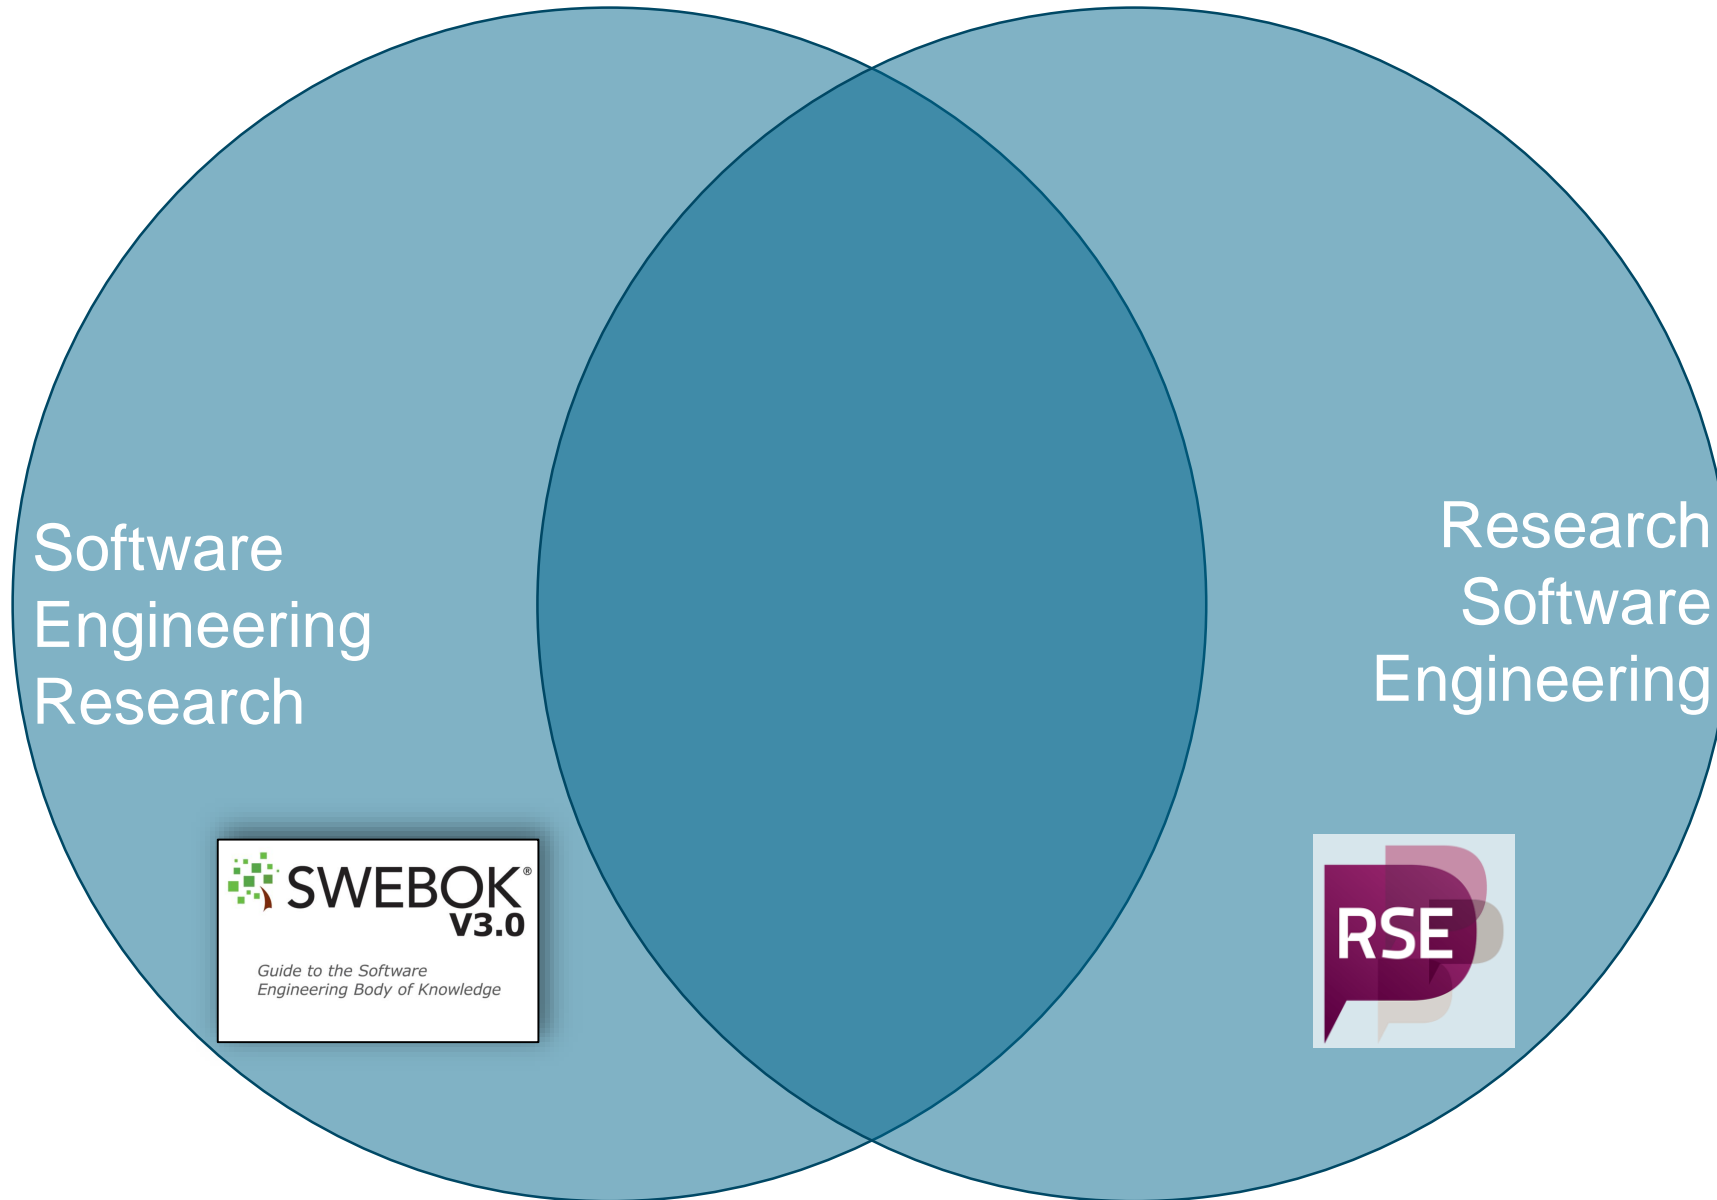 Software
Engineering
Research
Research
Software
Engineering
SWEBOK®
V3.0
Guide to the Software
Engineering Body of Knowledge
RSE